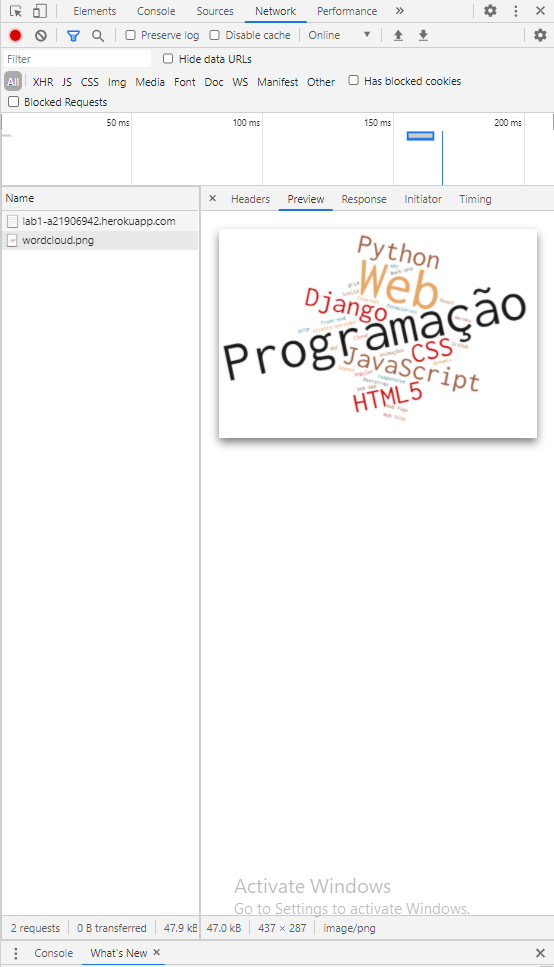 Elements Console Sources Network Performance »
Preserve log Disable cache Online
Filter Hide data URLs
All XHR JS CSS Img Media Font Doc WS Manifest Other Has blocked cookies
Blocked Requests
50 ms 100 ms 150 ms 200 ms
Name
Headers Preview Response Initiator Timing
lab1-a21906942.herokuapp.com
wordcloud.png
Python
Web
Django
Programação
CSS
JavaScript
HTML5
Activate Windows
Go to Settings to activate Windows.
2 requests 0 B transferred 47.9 kB 47.0 kB 437 × 287 image/png
Console What's New